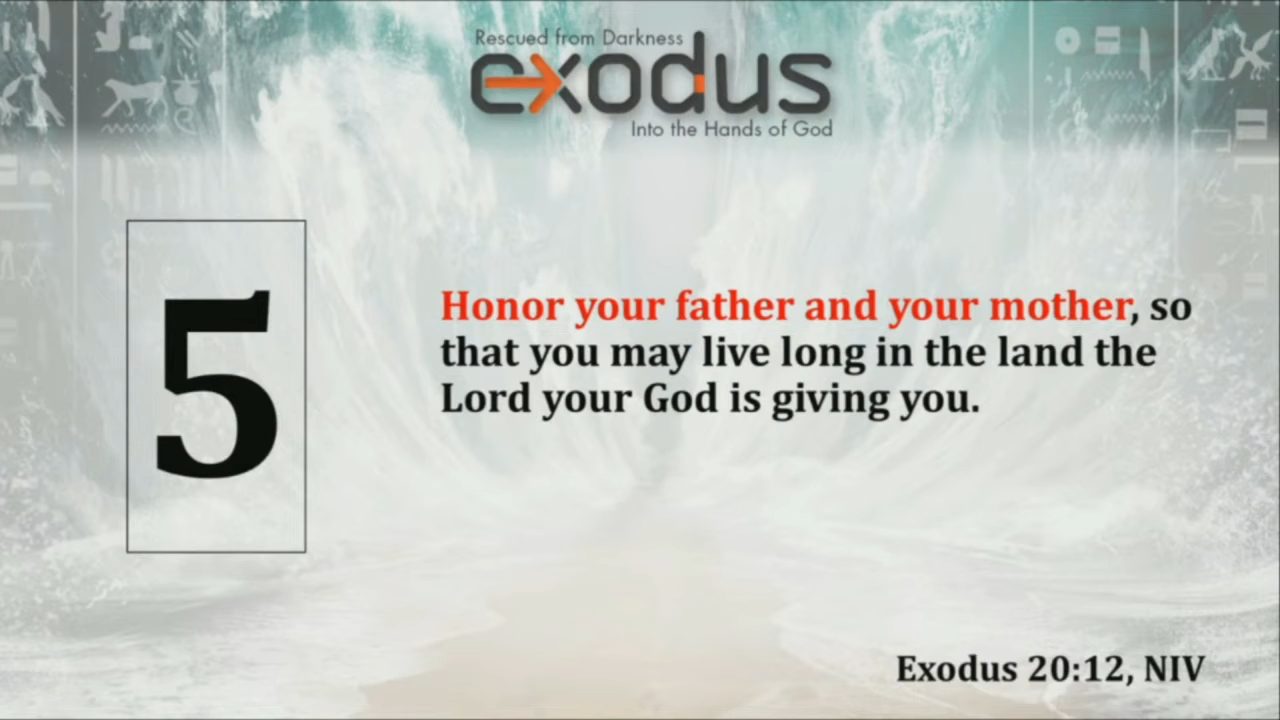 Rescued from Darkness
exodus
Into the Hands of God
5
Honor your father and your mother, so
that you may live long in the land the
Lord your God is giving you.
Exodus 20:12, NIV